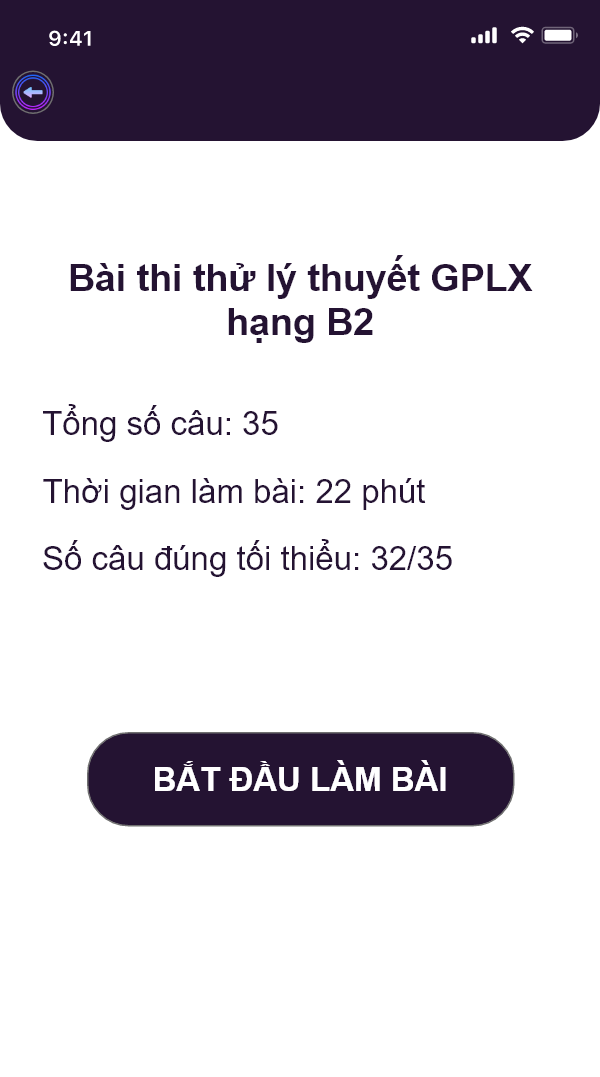 9:41
Bài thi thử lý thuyết GPLX
hạng B2
Tổng số câu: 35
Thời gian làm bài: 22 phút
Số câu đúng tối thiểu: 32/35
BẮT ĐẦU LÀM BÀI